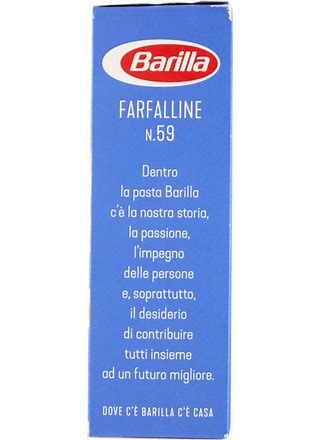 Barilla
FARFALLINE
N.59
Dentro
la pasta Barilla
c'è la nostra storia,
la passione,
l'impegno
delle persone
e, soprattutto,
il desiderio
di contribuire
tutti insieme
ad un futuro migliore.
DOVE C'È BARILLA C'È CASA